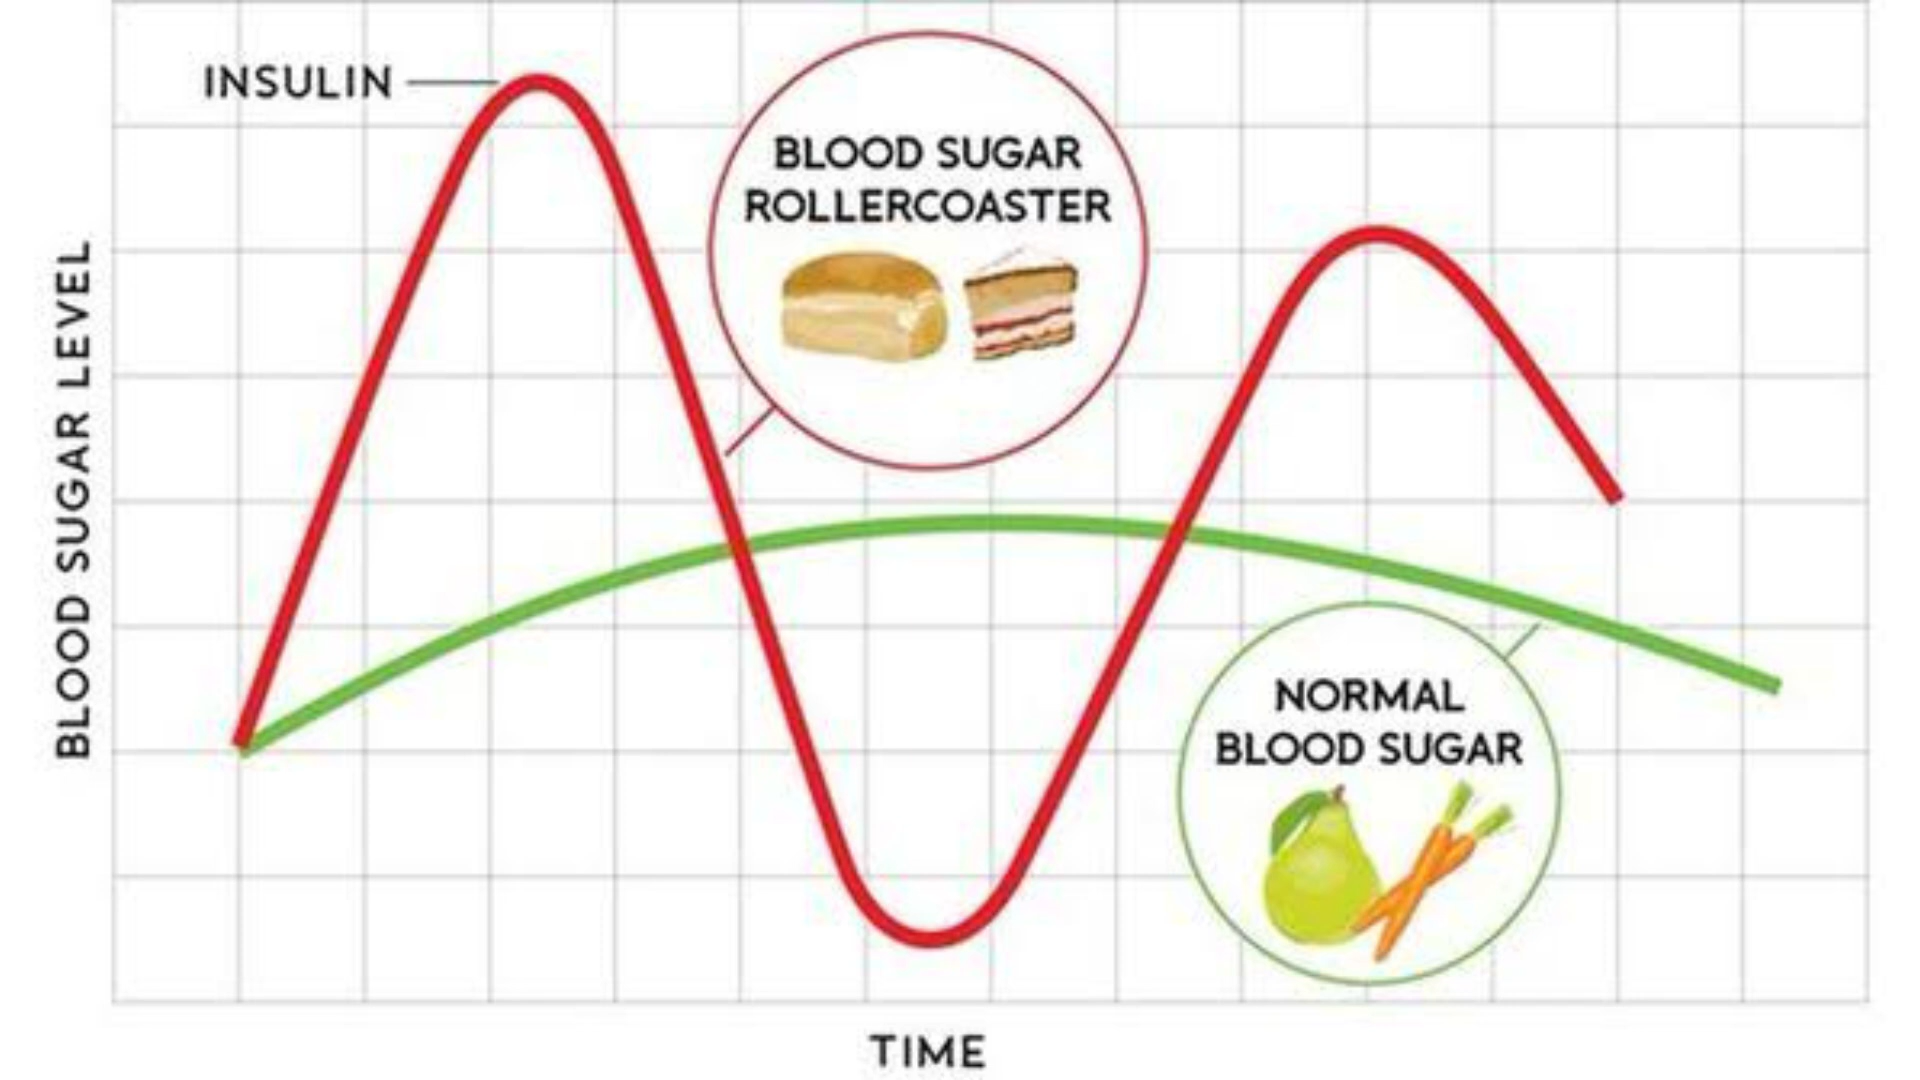 INSULIN
BLOOD SUGAR
ROLLERCOASTER
BLOOD SUGAR LEVEL
NORMAL
BLOOD SUGAR
TIME